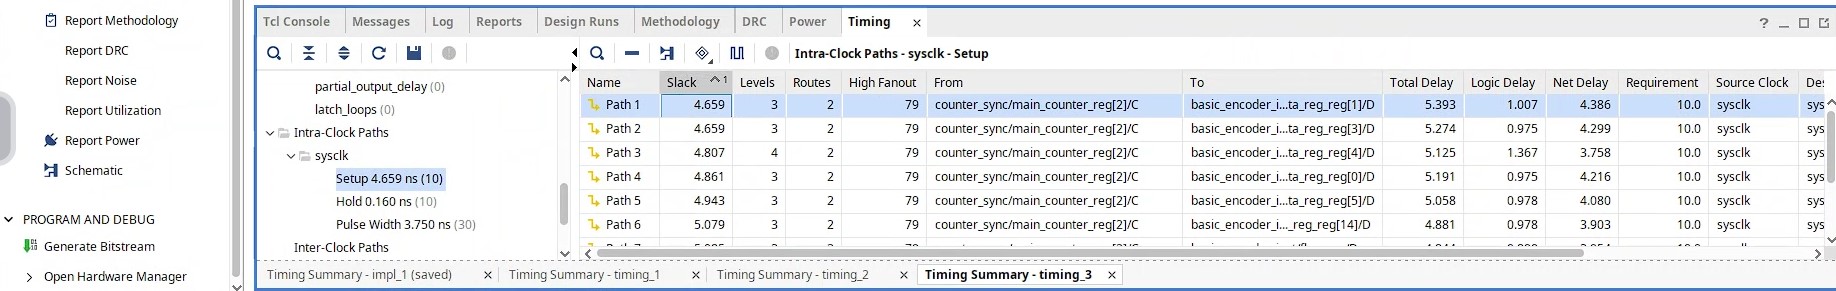 Report Methodology
Report DRC
Report Noise
Report Utilization
Report Power
Schematic
PROGRAM AND DEBUG
Generate Bitstream
Open Hardware Manager
Tcl Console Messages Log Reports Design Runs Methodology DRC Power Timing
Intra-Clock Paths - sysclk - Setup
partial_output_delay (0)
latch_loops (0)
Intra-Clock Paths
sysclk
Setup 4.659 ns (10)
Hold 0.160 ns (10)
Pulse Width 3.750 ns (30)
Inter-Clock Paths
Name Slack 1 Levels Routes High Fanout From To Total Delay Logic Delay Net Delay Requirement Source Clock Des
Path 1 4.659 3 2 79 counter_sync/main_counter_reg[2]/C basic_encoder_i...ta_reg_reg[1]/D 5.393 1.007 4.386 10.0 sysclk sys
Path 2 4.659 3 2 79 counter_sync/main_counter_reg[2]/C basic_encoder_i...ta_reg_reg[3]/D 5.274 0.975 4.299 10.0 sysclk sys
Path 3 4.807 4 2 79 counter_sync/main_counter_reg[2]/C basic_encoder_i...ta_reg_reg[4]/D 5.125 1.367 3.758 10.0 sysclk sys
Path 4 4.861 3 2 79 counter_sync/main_counter_reg[2]/C basic_encoder_i...ta_reg_reg[0]/D 5.191 0.975 4.216 10.0 sysclk sys
Path 5 4.943 3 2 79 counter_sync/main_counter_reg[2]/C basic_encoder_i...ta_reg_reg[5]/D 5.058 0.978 4.080 10.0 sysclk sys
Path 6 5.079 3 2 79 counter_sync/main_counter_reg[2]/C basic_encoder_i..._reg_reg[14]/D 4.881 0.978 3.903 10.0 sysclk sys
Timing Summary - impl_1 (saved) Timing Summary - timing_1 Timing Summary - timing_2 Timing Summary - timing_3